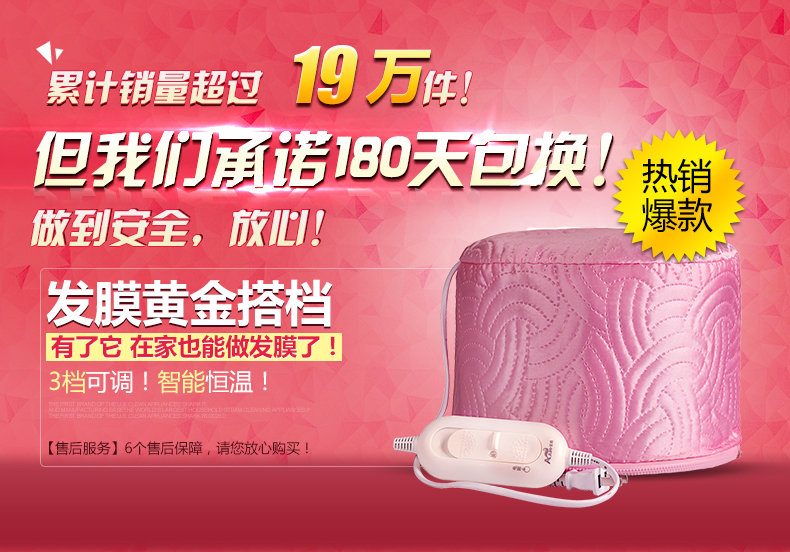 累计销量超过 19万件!
但我们承诺180天包换!
做到安全，放心!
热销
爆款
发膜黄金搭档
有了它 在家也能做发膜了！
3档可调！智能恒温！
【售后服务】6个售后保障，请您放心购买！